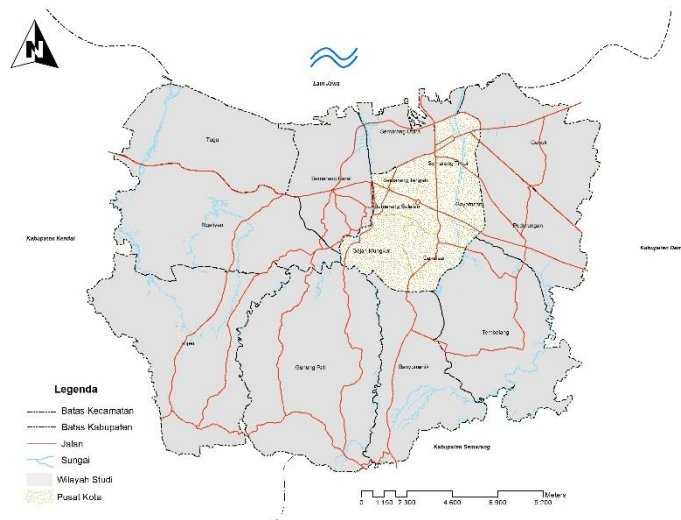 N
Laut Jawa
Tugu
Semarang Utara
Semarang Barat
Semarang Tengah
Semarang Timur
Genuk
Semarang Selatan
Gayamsari
Ngaliyan
Pedurungan
Kabupaten Kendal
Gajah Mungkur
Candisari
Kabupaten Dem
Mijen
Gunung Pati
Banyumanik
Tembalang
Legenda
Batas Kecamatan
Batas Kabupaten
Jalan
Sungai
Wilayah Studi
Pusat Kota
Kabupaten Semarang
Meters
0 1.150 2.300 4.600 6.900 9.200